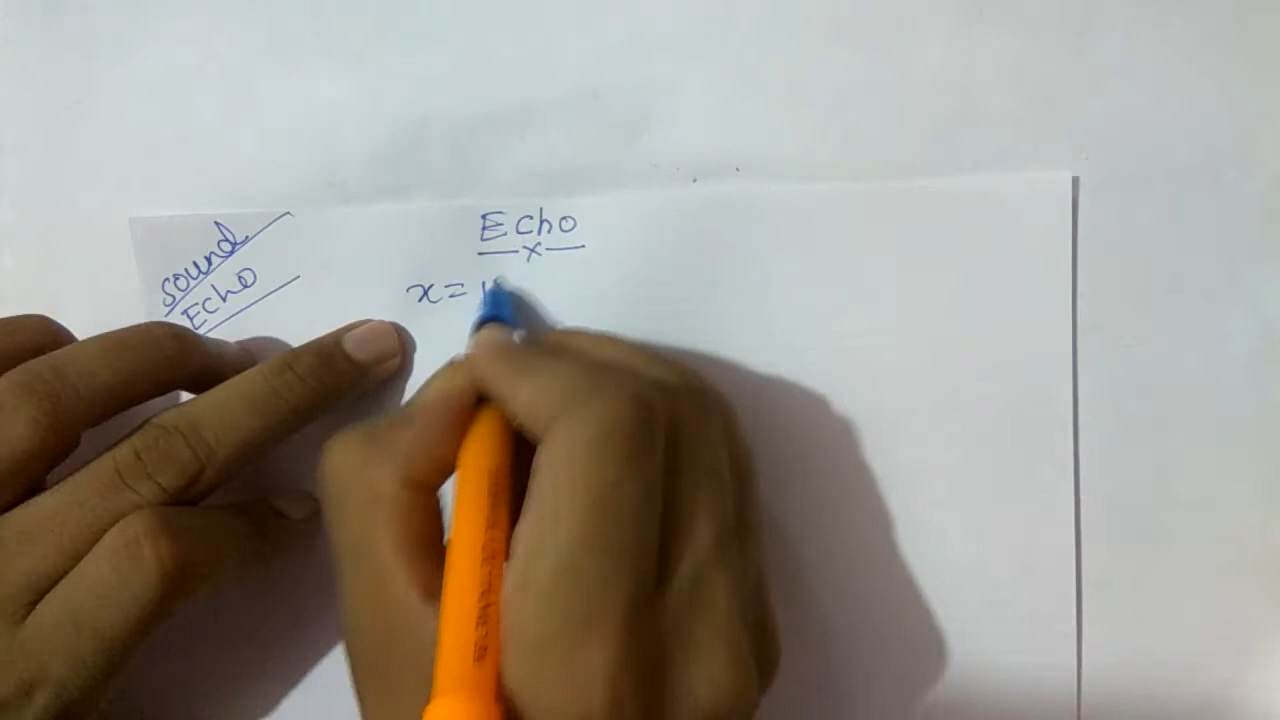 Echo
x
sound
Echo
x =